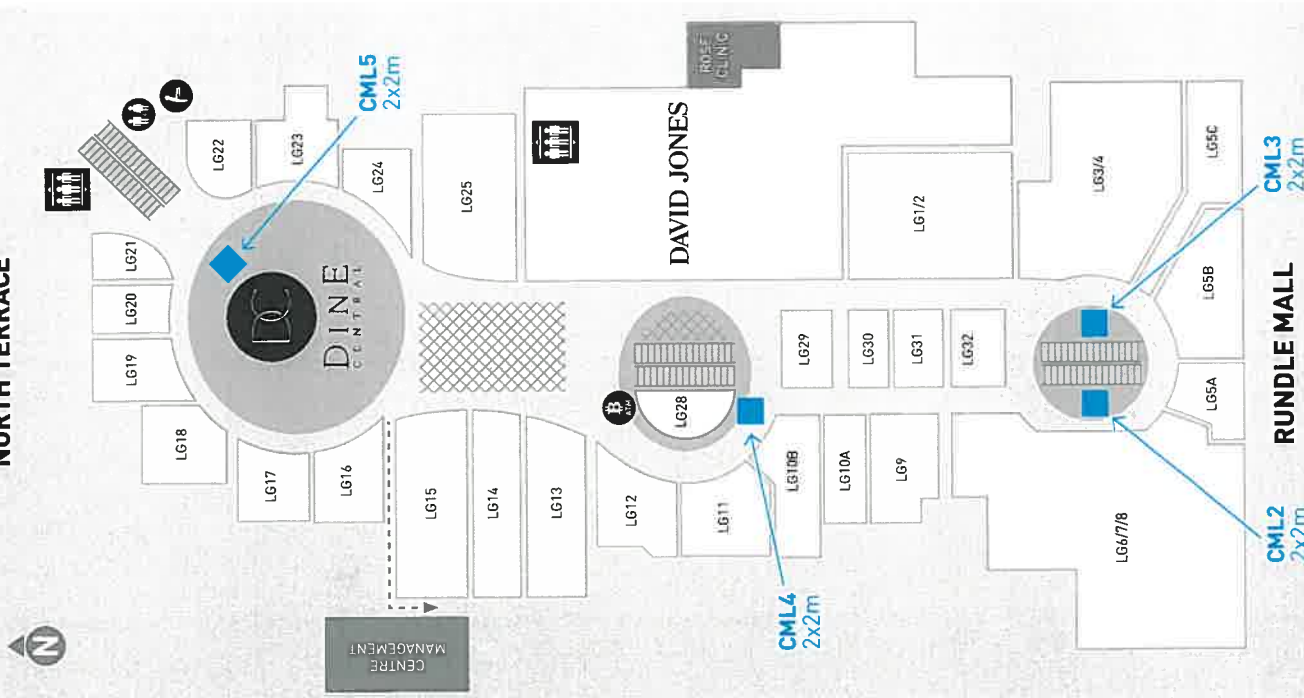 NORTH TERRACE
N
CML5
2x2m
ROSE
CLINIC
LG22
LG23
LG24
LG25
LG21
LG20
LG19
LG18
LG17
LG16
DC
DINE
CENTRAL
DAVID JONES
LG15
LG14
LG13
CENTRE
MANAGEMENT
ATM
LG28
LG12
LG11
LG10B
LG10A
LG9
LG29
LG30
LG31
LG32
LG1/2
LG3/4
LG5C
LG5B
LG5A
LG6/7/8
CML4
2x2m
CML3
2x2m
CML2
2x2m
RUNDLE MALL